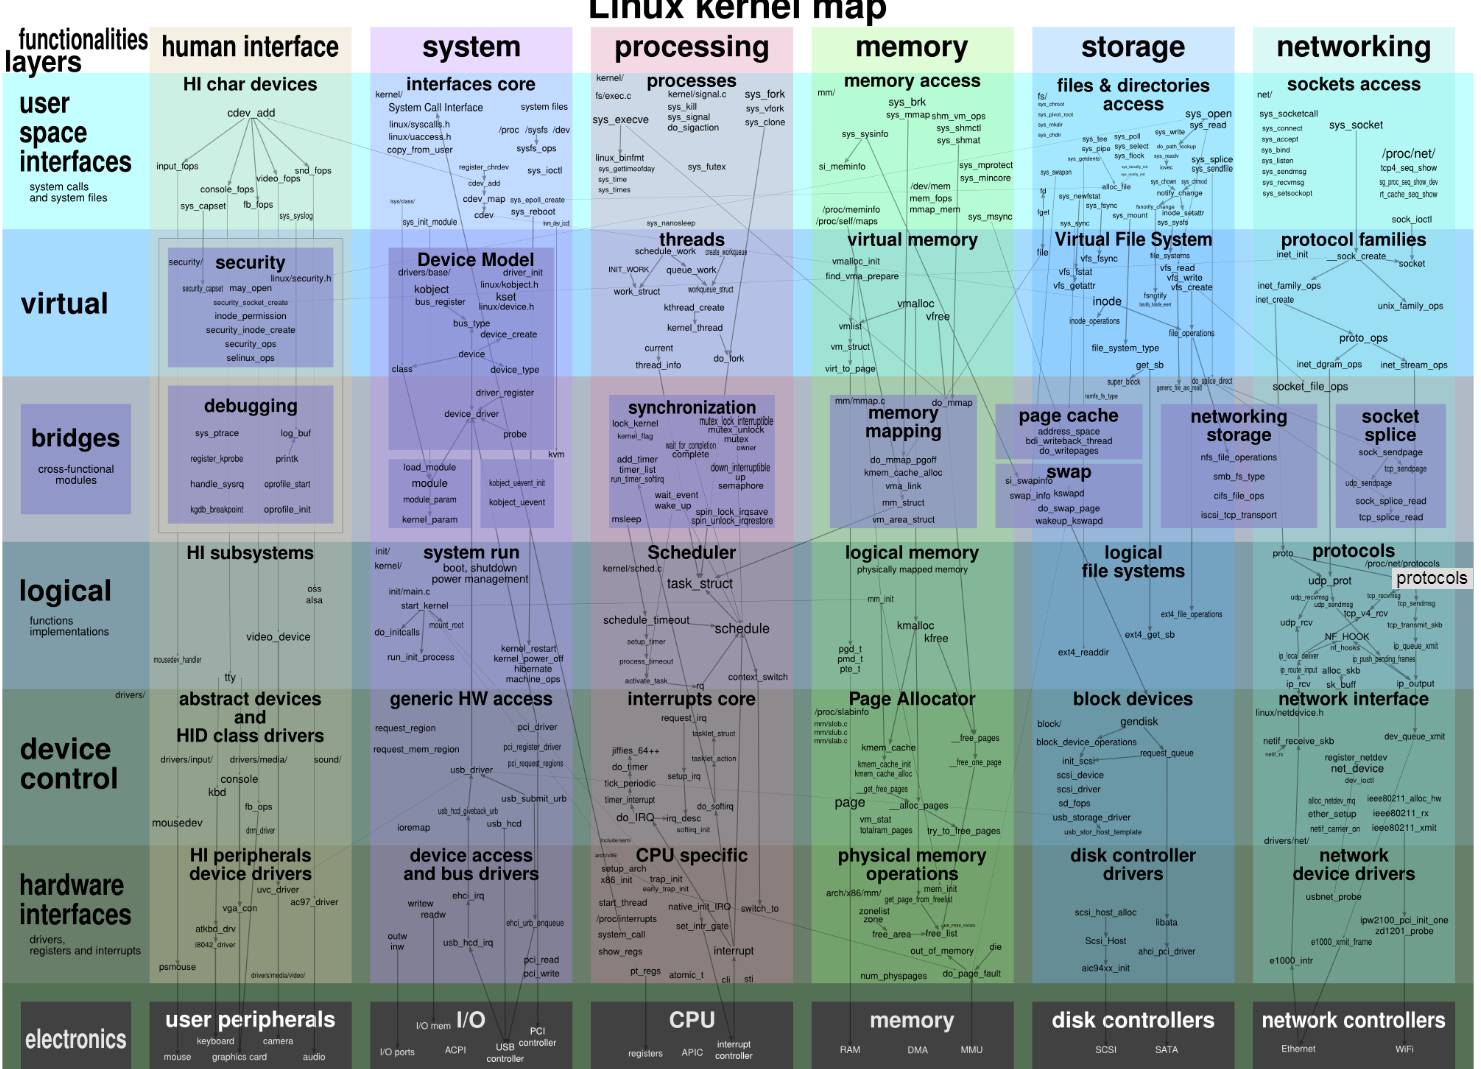 Linux kernel map
functionalities
layers
human interface
system
processing
memory
storage
networking
user
space
interfaces
system calls
and system files
HI char devices
cdev_add
input_fops
console_fops
video_fops
snd_fops
sys_capset
fb_fops
sys_syslog
interfaces core
kernel/
System Call Interface
system files
linux/syscalls.h
linux/uaccess.h
copy_from_user
/proc /sysfs /dev
sysfs_ops
register_chrdev
sys_ioctl
cdev_add
/sys/class/
cdev_map
sys_epoll_create
cdev
sys_reboot
sys_init_module
processes
kernel/
fs/exec.c
kernel/signal.c
sys_kill
sys_signal
do_sigaction
sys_fork
sys_vfork
sys_clone
sys_execve
linux_binfmt
sys_gettimeofday
sys_time
sys_times
sys_futex
sys_nanosleep
memory access
mm/
sys_brk
sys_mmap
shm_vm_ops
sys_shmctl
sys_shmat
sys_sysinfo
si_meminfo
sys_mprotect
sys_mincore
/dev/mem
mem_fops
mmap_mem
/proc/meminfo
/proc/self/maps
sys_msync
files & directories
access
fs/
sys_chroot
sys_pivot_root
sys_mkdir
sys_chdir
sys_open
sys_read
sys_write
sys_tee
sys_pipe
sys_poll
sys_select
sys_flock
do_path_lookup
sys_readv
sys_getdents
sys_splice
sys_sendfile
sys_swapon
alloc_file
sys_chown
sys_chmod
notify_change
fd
sys_newfstat
sys_fsync
fsnotify_change
fget
sys_sync
sys_mount
inode_setattr
sys_sysfs
sockets access
net/
sys_socketcall
sys_connect
sys_accept
sys_bind
sys_listen
sys_sendmsg
sys_recvmsg
sys_setsockopt
sys_socket
/proc/net/
tcp4_seq_show
sg_proc_seq_show_dev
rt_cache_seq_show
sock_ioctl
virtual
security
security/
linux/security.h
security_capset
may_open
security_socket_create
inode_permission
security_inode_create
security_ops
selinux_ops
Device Model
drivers/base/
driver_init
kobject
linux/kobject.h
bus_register
kset
linux/device.h
bus_type
device_create
device
class
device_type
driver_register
device_driver
probe
threads
schedule_work
create_workqueue
INIT_WORK
queue_work
work_struct
workqueue_struct
kthread_create
kernel_thread
current
thread_info
do_fork
virtual memory
vmalloc_init
find_vma_prepare
vmalloc
vfree
vmlist
vm_struct
virt_to_page
Virtual File System
file
vfs_fsync
file_systems
vfs_fstat
vfs_getattr
vfs_read
vfs_write
vfs_create
inode
fsnotify
inode_operations
file_operations
file_system_type
get_sb
super_block
generic_file_aio_read
do_splice_direct
ramfs_fs_type
protocol families
inet_init
__sock_create
socket
inet_family_ops
inet_create
unix_family_ops
proto_ops
inet_dgram_ops
inet_stream_ops
socket_file_ops
bridges
cross-functional
modules
debugging
sys_ptrace
log_buf
register_kprobe
printk
handle_sysrq
oprofile_start
kgdb_breakpoint
oprofile_init
kvm
load_module
module
module_param
kernel_param
kobject_uevent_init
kobject_uevent
synchronization
lock_kernel
kernel_flag
mutex_lock_interruptible
mutex_unlock
mutex
owner
wait_for_completion
complete
add_timer
timer_list
run_timer_softirq
down_interruptible
up
semaphore
wait_event
wake_up
msleep
spin_lock_irqsave
spin_unlock_irqrestore
mm/mmap.c
do_mmap
memory
mapping
do_mmap_pgoff
kmem_cache_alloc
vma_link
mm_struct
vm_area_struct
page cache
address_space
bdi_writeback_thread
do_writepages
swap
si_swapinfo
swap_info
kswapd
do_swap_page
wakeup_kswapd
networking
storage
nfs_file_operations
smb_fs_type
cifs_file_ops
iscsi_tcp_transport
socket
splice
sock_sendpage
tcp_sendpage
udp_sendpage
sock_splice_read
tcp_splice_read
logical
functions
implementations
HI subsystems
oss
alsa
video_device
mousedev_handler
tty
system run
init/
kernel/
boot, shutdown
power management
init/main.c
start_kernel
do_initcalls
mount_root
run_init_process
kernel_restart
kernel_power_off
hibernate
machine_ops
Scheduler
kernel/sched.c
task_struct
schedule_timeout
schedule
setup_timer
process_timeout
activate_task
rq
context_switch
logical memory
physically mapped memory
mm_init
kmalloc
kfree
pgd_t
pmd_t
pte_t
logical
file systems
ext4_file_operations
ext4_get_sb
ext4_readdir
protocols
proto
/proc/net/protocols
protocols
udp_prot
udp_recvmsg
udp_sendmsg
tcp_recvmsg
tcp_sendmsg
udp_rcv
tcp_v4_rcv
tcp_transmit_skb
NF_HOOK
nf_hooks
ip_queue_xmit
ip_local_deliver
ip_push_pending_frames
ip_route_input
alloc_skb
ip_rcv
sk_buff
ip_output
device
control
drivers/
abstract devices
and
HID class drivers
drivers/input/
drivers/media/
sound/
console
kbd
fb_ops
mousedev
drm_driver
generic HW access
request_region
pci_driver
request_mem_region
pci_register_driver
pci_request_regions
usb_driver
usb_submit_urb
usb_hcd_giveback_urb
ioremap
usb_hcd
interrupts core
request_irq
tasklet_struct
jiffies_64++
do_timer
tasklet_action
tick_periodic
setup_irq
timer_interrupt
do_softirq
do_IRQ
irq_desc
softirq_init
Page Allocator
/proc/slabinfo
mm/slob.c
mm/slub.c
mm/slab.c
__free_pages
kmem_cache
__free_one_page
kmem_cache_init
kmem_cache_alloc
__get_free_pages
page
__alloc_pages
vm_stat
totalram_pages
try_to_free_pages
block devices
block/
gendisk
block_device_operations
request_queue
init_scsi
scsi_device
scsi_driver
sd_fops
usb_storage_driver
usb_stor_host_template
network interface
linux/netdevice.h
netif_receive_skb
dev_queue_xmit
netif_rx
register_netdev
net_device
dev_ioctl
alloc_netdev_mq
ieee80211_alloc_hw
ether_setup
ieee80211_rx
netif_carrier_on
ieee80211_xmit
drivers/net/
hardware
interfaces
drivers,
registers and interrupts
HI peripherals
device drivers
uvc_driver
vga_con
ac97_driver
atkbd_drv
i8042_driver
psmouse
drivers/media/video/
device access
and bus drivers
writew
readw
ehci_irq
ehci_urb_enqueue
outw
inw
usb_hcd_irq
pci_read
pci_write
CPU specific
setup_arch
x86_init
trap_init
early_trap_init
start_thread
native_init_IRQ
switch_to
/proc/interrupts
set_intr_gate
system_call
show_regs
interrupt
pt_regs
atomic_t
cli
sti
physical memory
operations
arch/x86/mm/
mem_init
get_page_from_freelist
zonelist
zone
free_area
free_list
out_of_memory
die
num_physpages
do_page_fault
disk controller
drivers
scsi_host_alloc
libata
Scsi_Host
ahci_pci_driver
aic94xx_init
network
device drivers
usbnet_probe
ipw2100_pci_init_one
zd1201_probe
e1000_xmit_frame
e1000_intr
electronics
user peripherals
keyboard
camera
mouse
graphics card
audio
I/O
I/O mem
I/O ports
ACPI
USB
controller
PCI
controller
CPU
registers
APIC
interrupt
controller
memory
RAM
DMA
MMU
disk controllers
SCSI
SATA
network controllers
Ethernet
WiFi